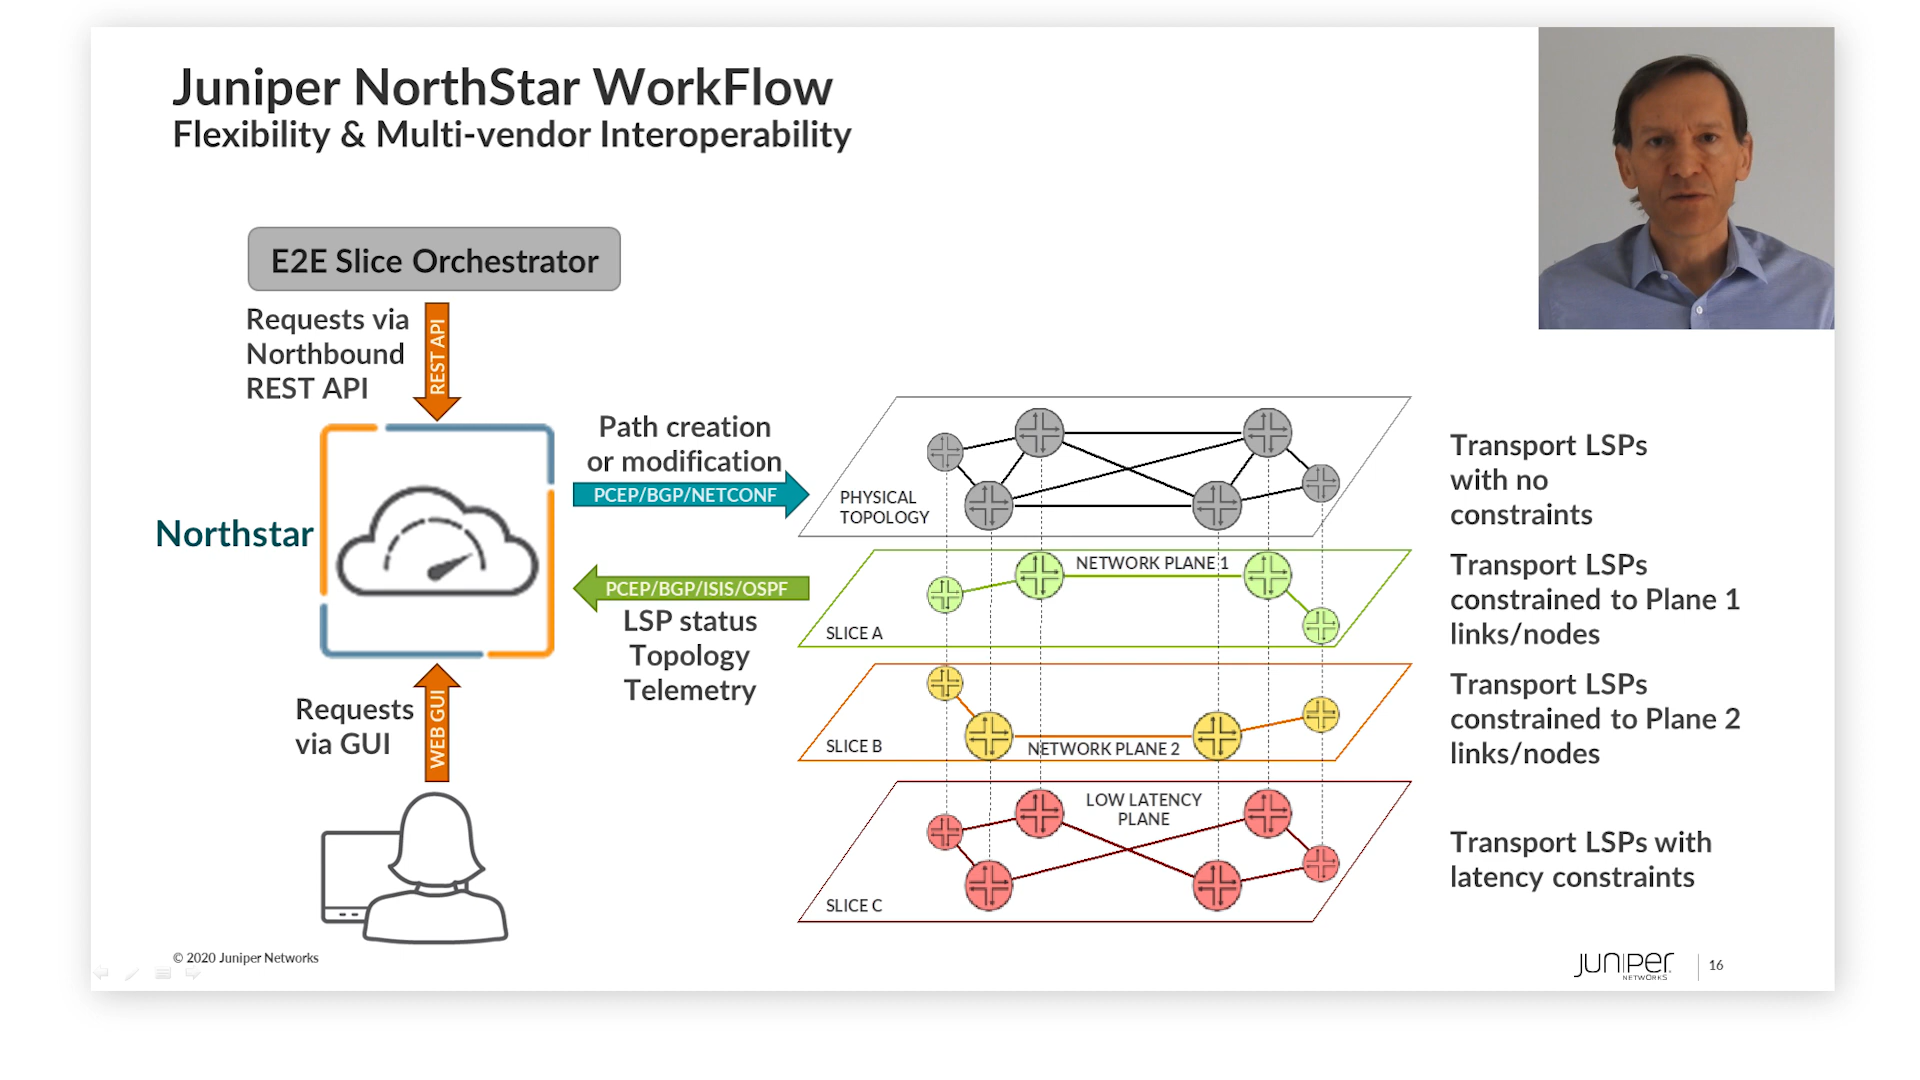 Juniper NorthStar WorkFlow
Flexibility & Multi-vendor Interoperability
E2E Slice Orchestrator
Requests via
Northbound
REST API
REST API
Northstar
Path creation
or modification
PCEP/BGP/NETCONF
PCEP/BGP/ISIS/OSPF
LSP status
Topology
Telemetry
Requests
via GUI
WEB GUI
PHYSICAL
TOPOLOGY
Transport LSPs
with no
constraints
NETWORK PLANE 1
SLICE A
Transport LSPs
constrained to Plane 1
links/nodes
SLICE B
NETWORK PLANE 2
Transport LSPs
constrained to Plane 2
links/nodes
LOW LATENCY
PLANE
SLICE C
Transport LSPs with
latency constraints
© 2020 Juniper Networks
JUNIPER
NETWORKS
16